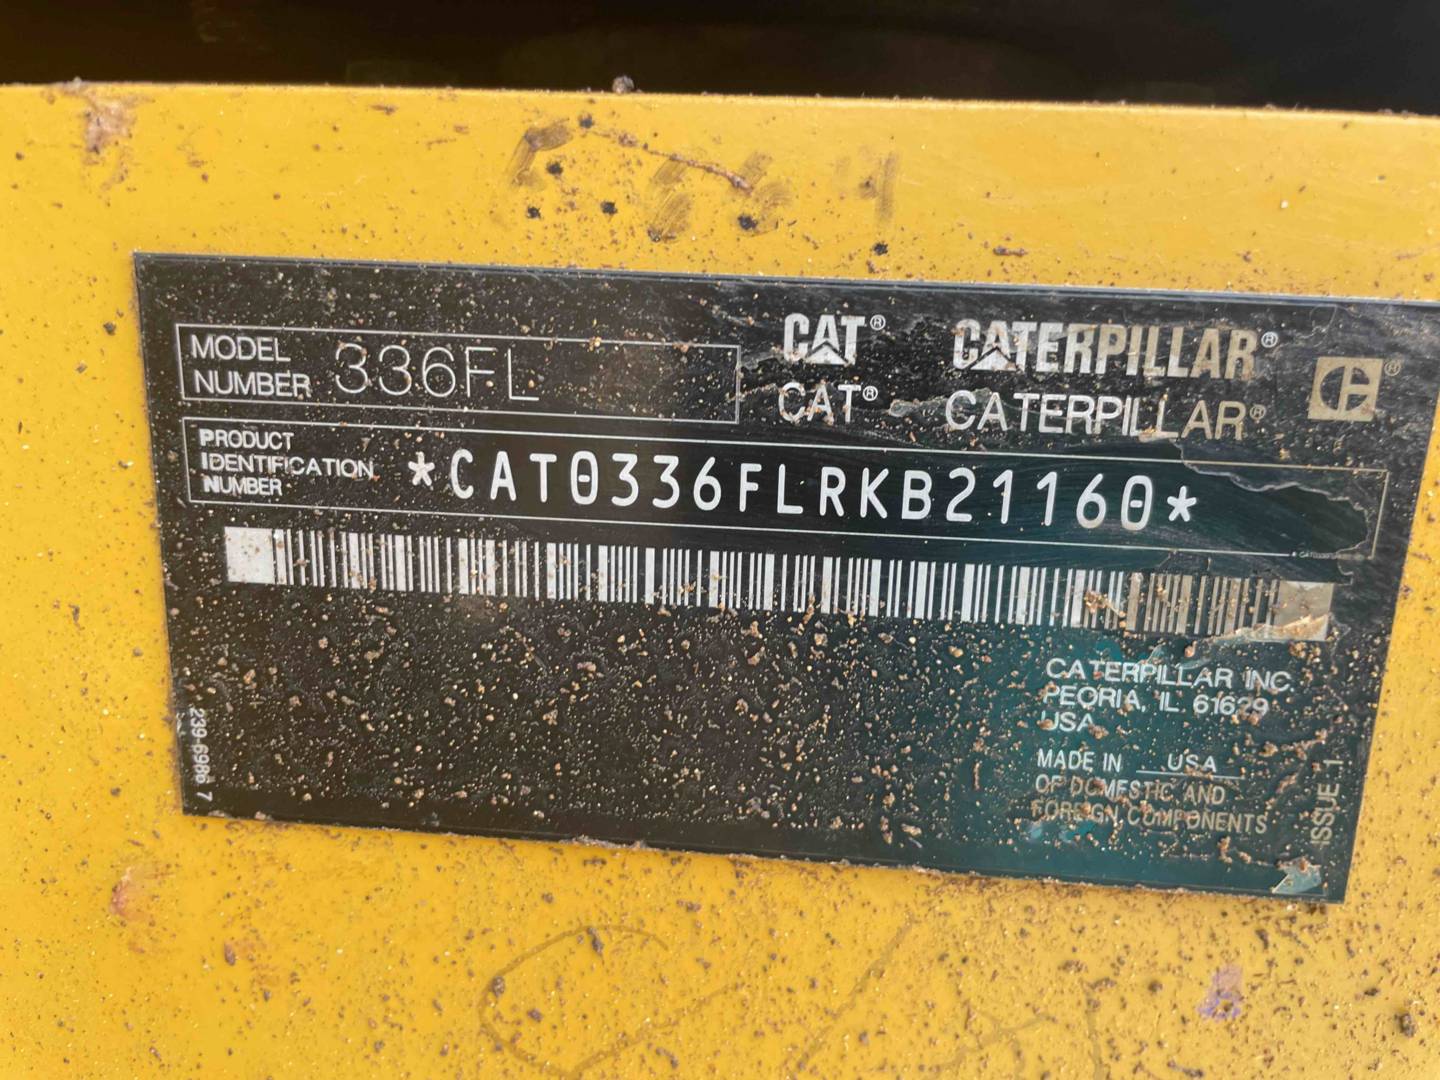 MODEL NUMBER 336FL
CAT® CATERPILLAR®
CAT® CATERPILLAR®
PRODUCT
IDENTIFICATION
NUMBER
*CAT0336FLRKB21160*
CATERPILLAR INC.
PEORIA, IL 61629
USA
MADE IN USA
OF DOMESTIC AND
FOREIGN COMPONENTS
239-6986 7
ISSUE 1